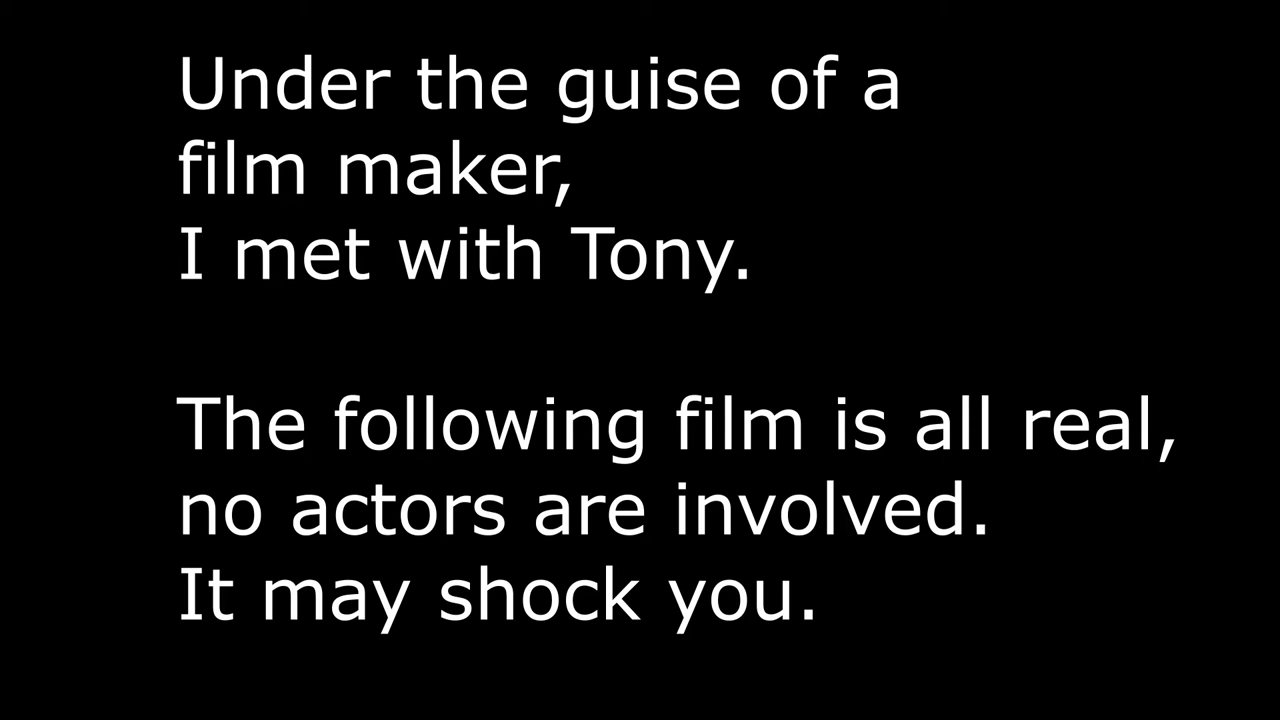 Under the guise of a
film maker,
I met with Tony.
The following film is all real,
no actors are involved.
It may shock you.